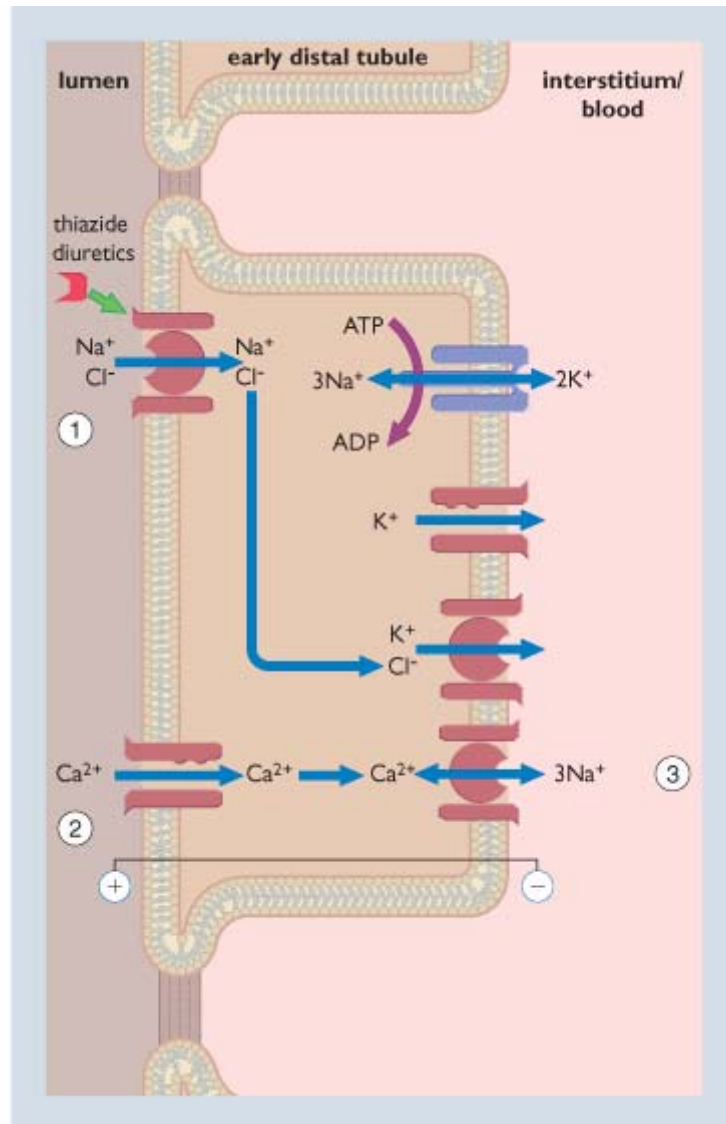 early distal tubule
lumen
interstitium/
blood
thiazide
diuretics
Na⁺
Cl⁻
Na⁺
Cl⁻
ATP
3Na⁺
2K⁺
ADP
1
K⁺
K⁺
Cl⁻
Ca²⁺
Ca²⁺
Ca²⁺
3Na⁺
3
2
+
−